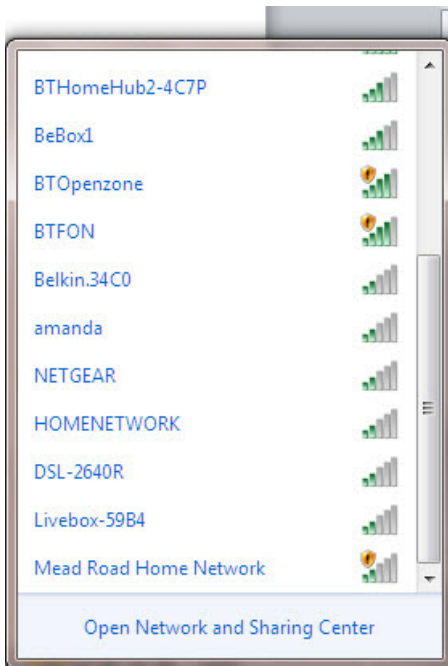 BTHomeHub2-4C7P
BeBox1
BTOpenzone
BTFON
Belkin.34C0
amanda
NETGEAR
HOMENETWORK
DSL-2640R
Livebox-59B4
Mead Road Home Network
Open Network and Sharing Center